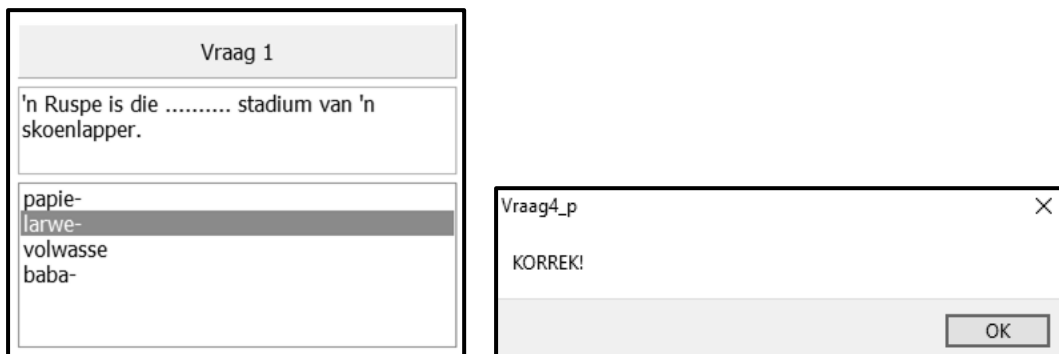 Vraag 1
'n Ruspe is die .......... stadium van 'n
skoenlapper.
papie-
larwe-
volwasse
baba-
Vraag4_p
KORREK!
OK